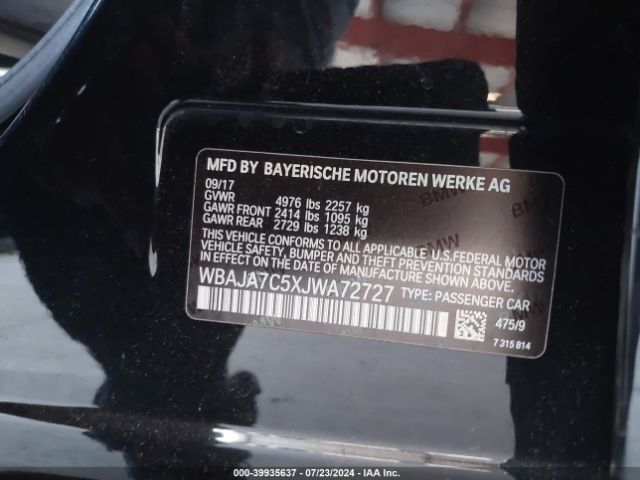 MFD BY BAYERISCHE MOTOREN WERKE AG
09/17
GVWR 4976 lbs 2257 kg
GAWR FRONT 2414 lbs 1095 kg
GAWR REAR 2729 lbs 1238 kg
THIS VEHICLE CONFORMS TO ALL APPLICABLE U.S.FEDERAL MOTOR
VEHICLE SAFETY, BUMPER AND THEFT PREVENTION STANDARDS
IN EFFECT ON THE DATE OF MANUFACTURE SHOWN ABOVE.
WBAJA7C5XJWA72727 TYPE: PASSENGER CAR
475/9
7 315 814
000-39935637 - 07/23/2024 - IAA Inc.